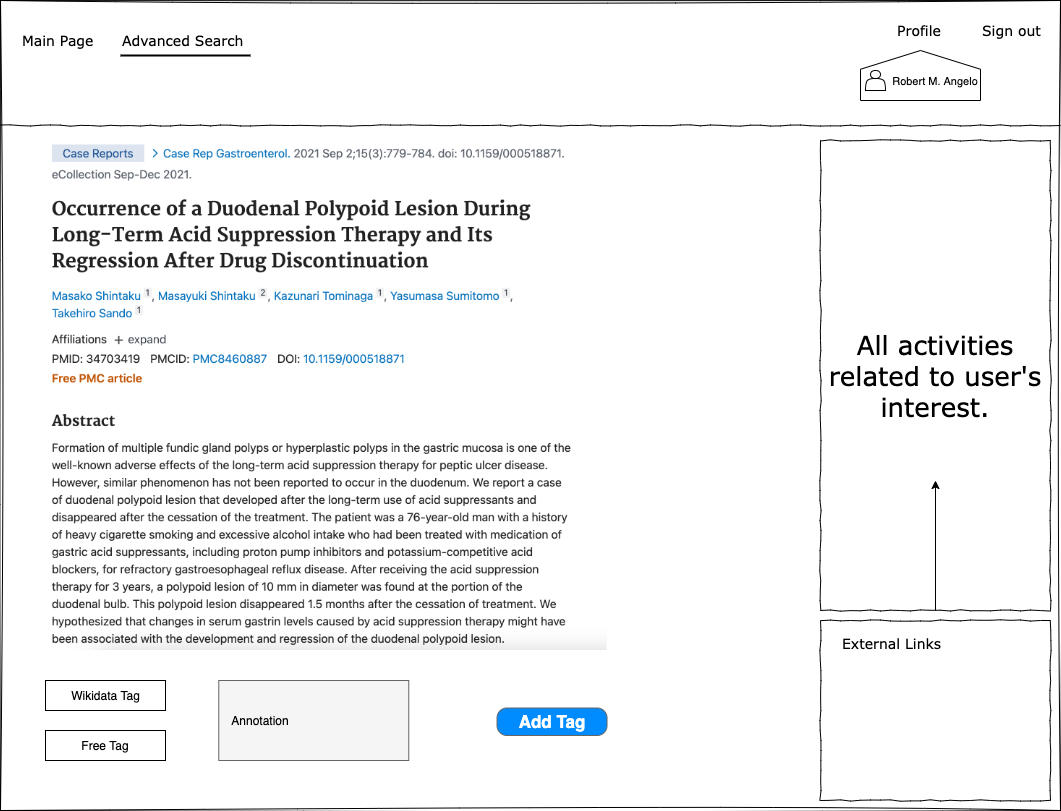 Main Page
Advanced Search
Profile
Sign out
Robert M. Angelo
Case Reports > Case Rep Gastroenterol. 2021 Sep 2;15(3):779-784. doi: 10.1159/000518871.
eCollection Sep-Dec 2021.
Occurrence of a Duodenal Polypoid Lesion During
Long-Term Acid Suppression Therapy and Its
Regression After Drug Discontinuation
Masako Shintaku 1, Masayuki Shintaku 2, Kazunari Tominaga 1, Yasumasa Sumitomo 1,
Takehiro Sando 1
Affiliations + expand
PMID: 34703419 PMCID: PMC8460887 DOI: 10.1159/000518871
Free PMC article
Abstract
Formation of multiple fundic gland polyps or hyperplastic polyps in the gastric mucosa is one of the
well-known adverse effects of the long-term acid suppression therapy for peptic ulcer disease.
However, similar phenomenon has not been reported to occur in the duodenum. We report a case
of duodenal polypoid lesion that developed after the long-term use of acid suppressants and
disappeared after the cessation of the treatment. The patient was a 76-year-old man with a history
of heavy cigarette smoking and excessive alcohol intake who had been treated with medication of
gastric acid suppressants, including proton pump inhibitors and potassium-competitive acid
blockers, for refractory gastroesophageal reflux disease. After receiving the acid suppression
therapy for 3 years, a polypoid lesion of 10 mm in diameter was found at the portion of the
duodenal bulb. This polypoid lesion disappeared 1.5 months after the cessation of treatment. We
hypothesized that changes in serum gastrin levels caused by acid suppression therapy might have
been associated with the development and regression of the duodenal polypoid lesion.
All activities
related to user's
interest.
External Links
Wikidata Tag
Free Tag
Annotation
Add Tag